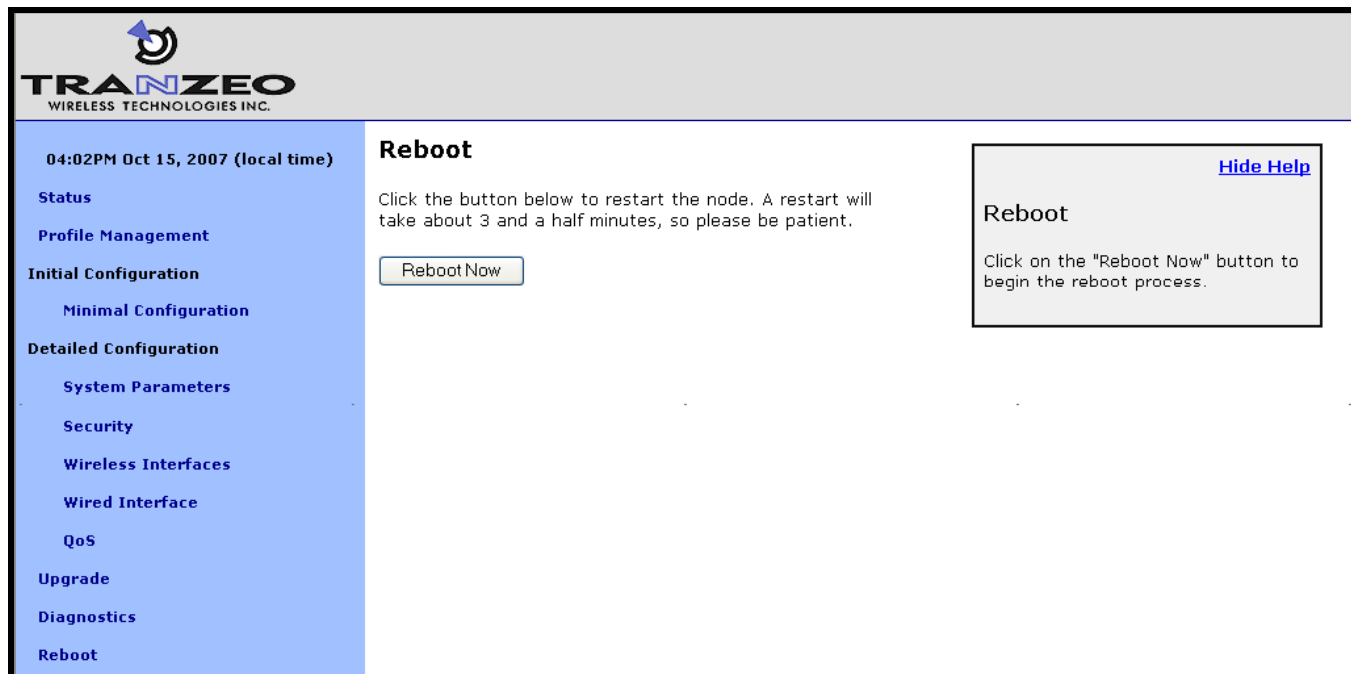 TRANZEO
WIRELESS TECHNOLOGIES INC.
04:02PM Oct 15, 2007 (local time)
Status
Profile Management
Initial Configuration
Minimal Configuration
Detailed Configuration
System Parameters
Security
Wireless Interfaces
Wired Interface
QoS
Upgrade
Diagnostics
Reboot
Reboot
Click the button below to restart the node. A restart will
take about 3 and a half minutes, so please be patient.
Reboot Now
Hide Help
Reboot
Click on the "Reboot Now" button to
begin the reboot process.